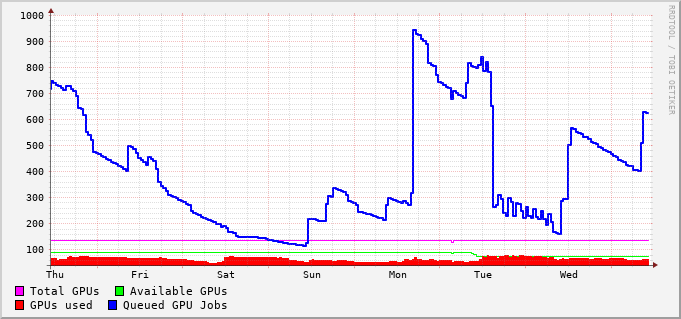 1000
900
800
700
600
500
400
300
200
100
Thu Fri Sat Sun Mon Tue Wed
Total GPUs Available GPUs
GPUs used Queued GPU Jobs
RRDTOOL / TOBI OETIKER